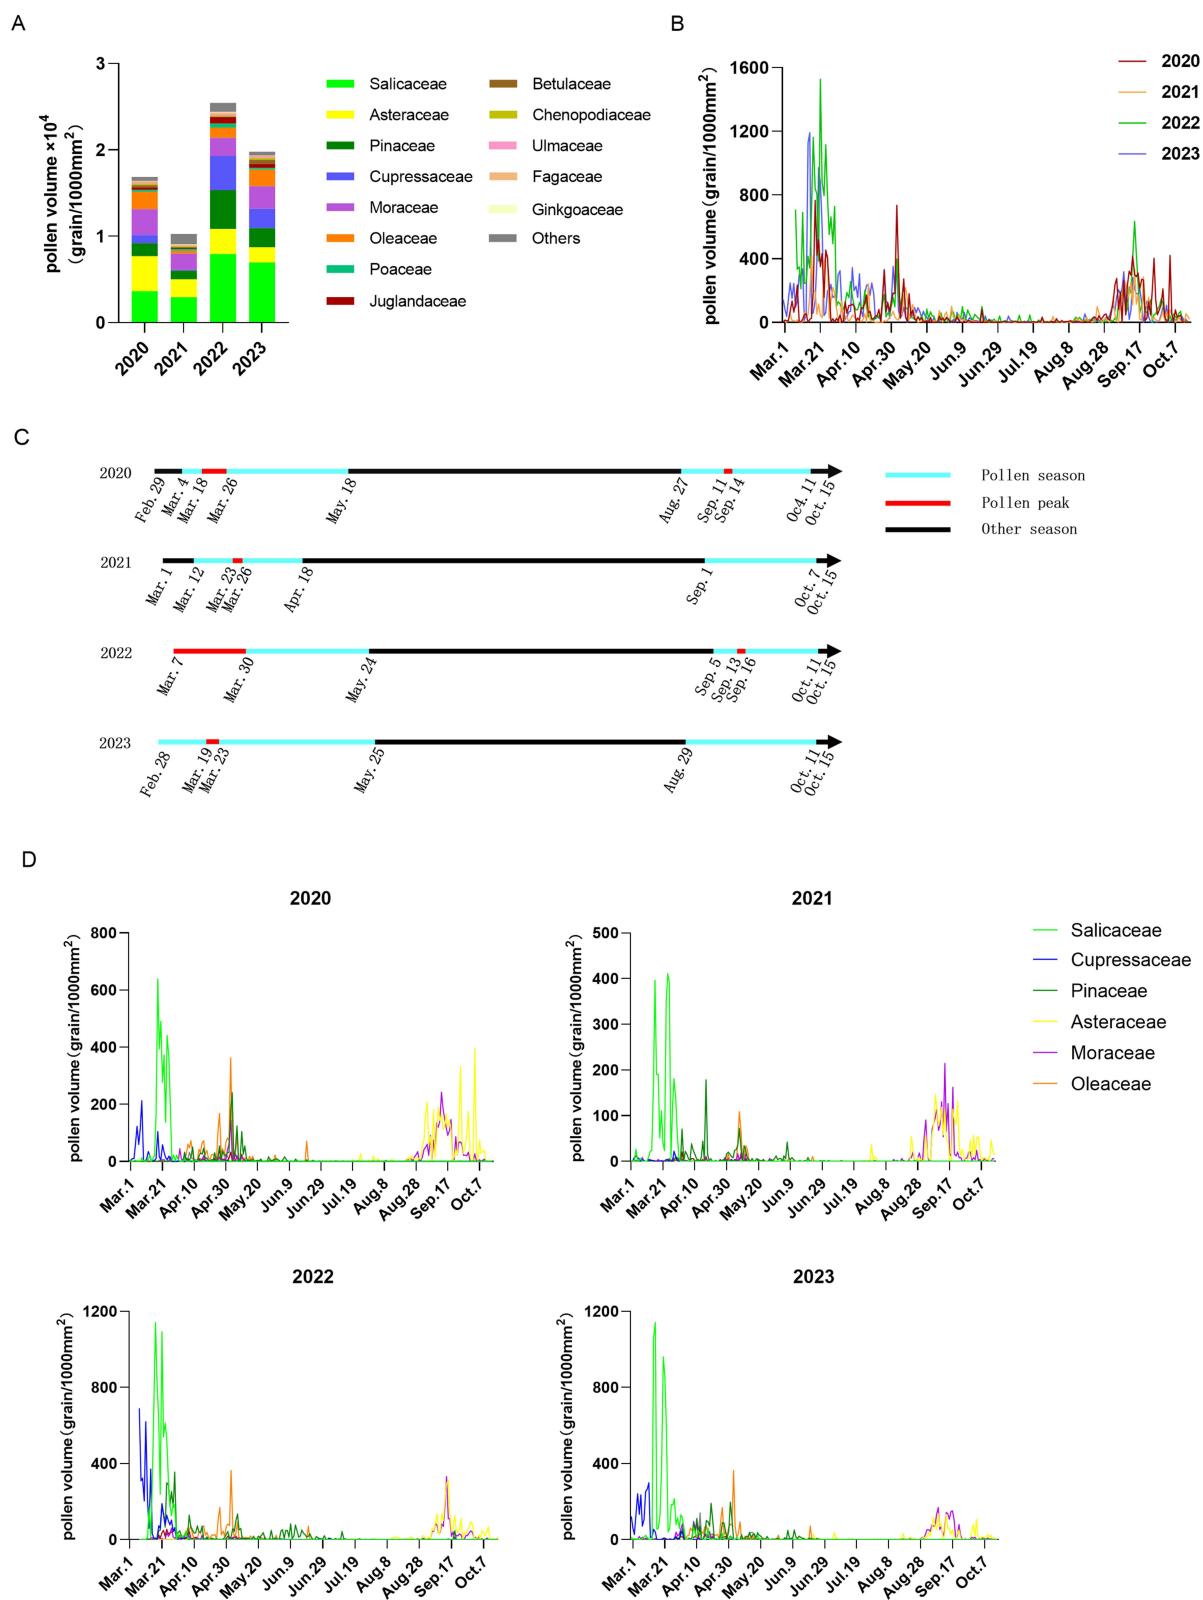 A
pollen volume ×10⁴
(grain/1000mm²)
3
2
1
0
2020
2021
2022
2023
Salicaceae
Asteraceae
Pinaceae
Cupressaceae
Moraceae
Oleaceae
Poaceae
Juglandaceae
Betulaceae
Chenopodiaceae
Ulmaceae
Fagaceae
Ginkgoaceae
Others
B
pollen volume(grain/1000mm²)
1600
1200
800
400
0
Mar.1
Mar.21
Apr.10
Apr.30
May.20
Jun.9
Jun.29
Jul.19
Aug.8
Aug.28
Sep.17
Oct.7
2020
2021
2022
2023
C
2020
Feb. 29
Mar. 4
Mar. 18
Mar. 26
May. 18
Aug. 27
Sep. 11
Sep. 14
Oc4. 11
Oct. 15
Pollen season
Pollen peak
Other season
2021
Mar. 1
Mar. 12
Mar. 23
Mar. 26
Apr. 18
Sep. 1
Oct. 7
Oct. 15
2022
Mar. 7
Mar. 30
May. 24
Sep. 5
Sep. 13
Sep. 16
Oct. 11
Oct. 15
2023
Feb. 28
Mar. 19
Mar. 23
May. 25
Aug. 29
Oct. 11
Oct. 15
D
2020
pollen volume(grain/1000mm²)
800
600
400
200
0
Mar.1
Mar.21
Apr.10
Apr.30
May.20
Jun.9
Jun.29
Jul.19
Aug.8
Aug.28
Sep.17
Oct.7
2021
pollen volume(grain/1000mm²)
500
400
300
200
100
0
Mar.1
Mar.21
Apr.10
Apr.30
May.20
Jun.9
Jun.29
Jul.19
Aug.8
Aug.28
Sep.17
Oct.7
Salicaceae
Cupressaceae
Pinaceae
Asteraceae
Moraceae
Oleaceae
2022
pollen volume(grain/1000mm²)
1200
800
400
0
Mar.1
Mar.21
Apr.10
Apr.30
May.20
Jun.9
Jun.29
Jul.19
Aug.8
Aug.28
Sep.17
Oct.7
2023
pollen volume(grain/1000mm²)
1200
800
400
0
Mar.1
Mar.21
Apr.10
Apr.30
May.20
Jun.9
Jun.29
Jul.19
Aug.8
Aug.28
Sep.17
Oct.7